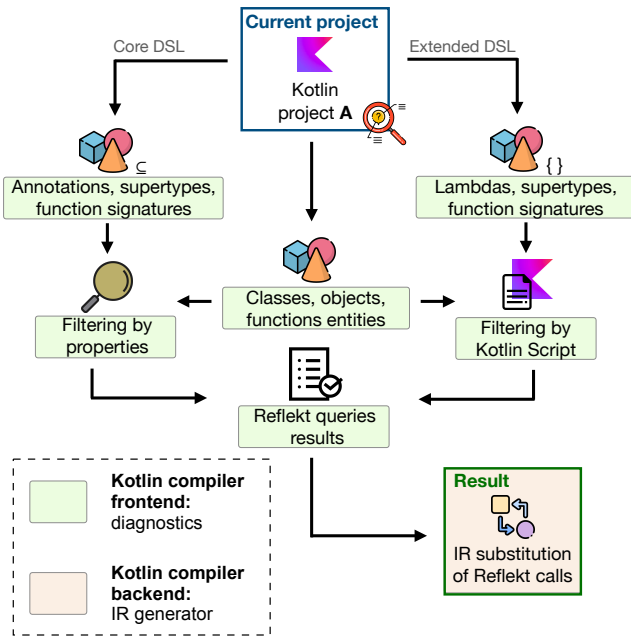 Current project
Core DSL
Extended DSL
Kotlin
project A
⊆
{ }
Annotations, supertypes,
function signatures
Lambdas, supertypes,
function signatures
Classes, objects,
functions entities
Filtering by
properties
Filtering by
Kotlin Script
Reflekt queries
results
Kotlin compiler
frontend:
diagnostics
Kotlin compiler
backend:
IR generator
Result
IR substitution
of Reflekt calls